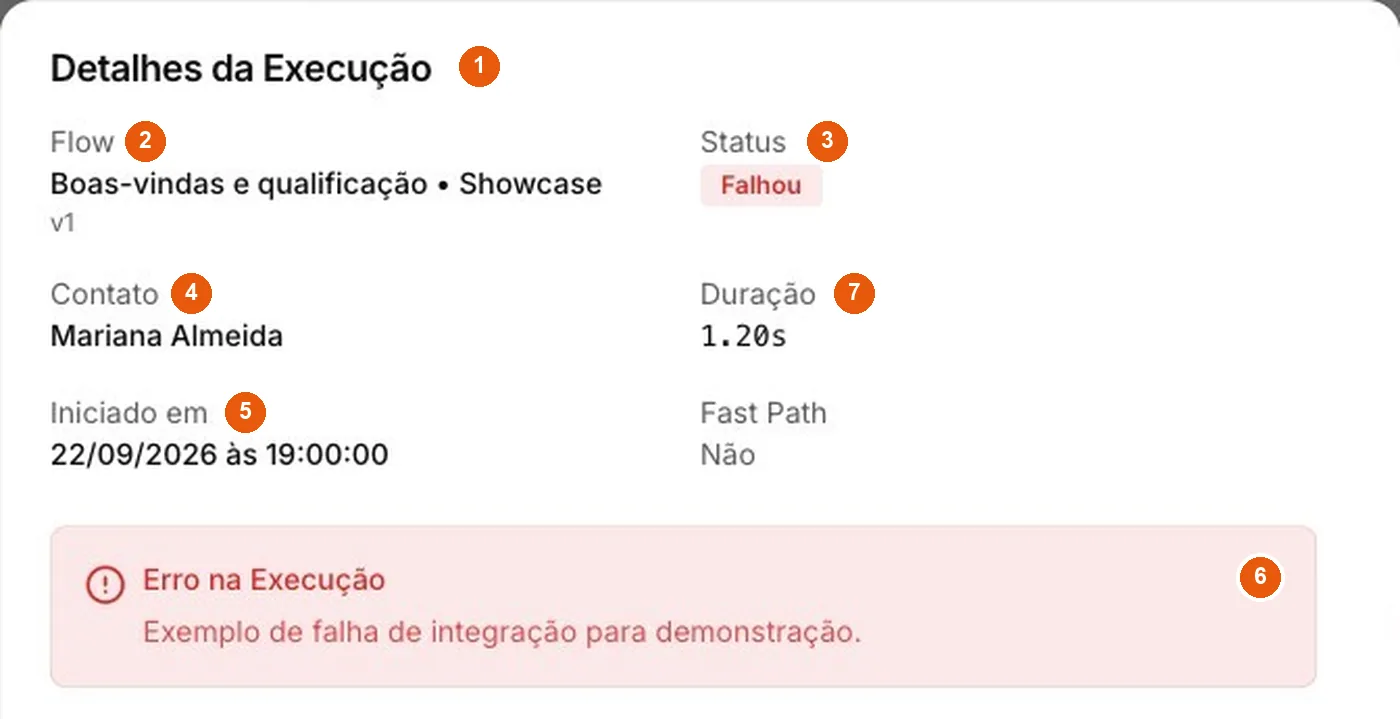 Detalhes da Execução 1
Flow 2
Boas-vindas e qualificação • Showcase
v1
Status 3
Falhou
Contato 4
Mariana Almeida
Duração 7
1.20s
Iniciado em 5
22/09/2026 às 19:00:00
Fast Path
Não
Erro na Execução 6
Exemplo de falha de integração para demonstração.